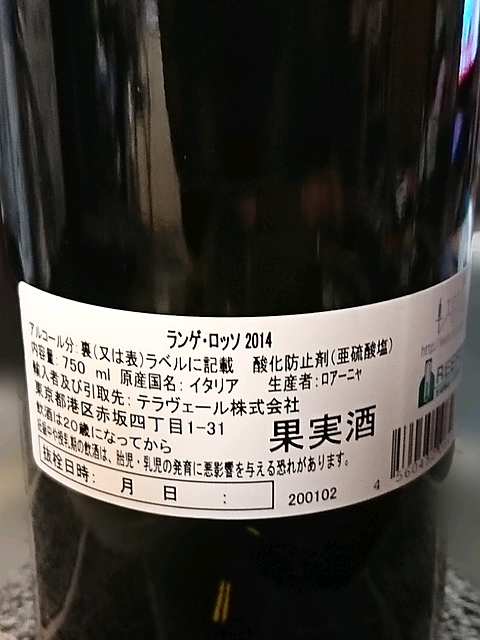 ランゲ・ロッソ 2014
アルコール分:裏(又は表)ラベルに記載 酸化防止剤(亜硫酸塩)
内容量:750 ml 原産国名:イタリア 生産者:ロアーニャ
輸入者及び引取先:テラヴェール株式会社
東京都港区赤坂四丁目1-31
飲酒は20歳になってから
妊娠中や授乳期の飲酒は、胎児・乳児の発育に悪影響を与える恐れがあります。
果実酒
抜栓日時: 月 日 :
200102